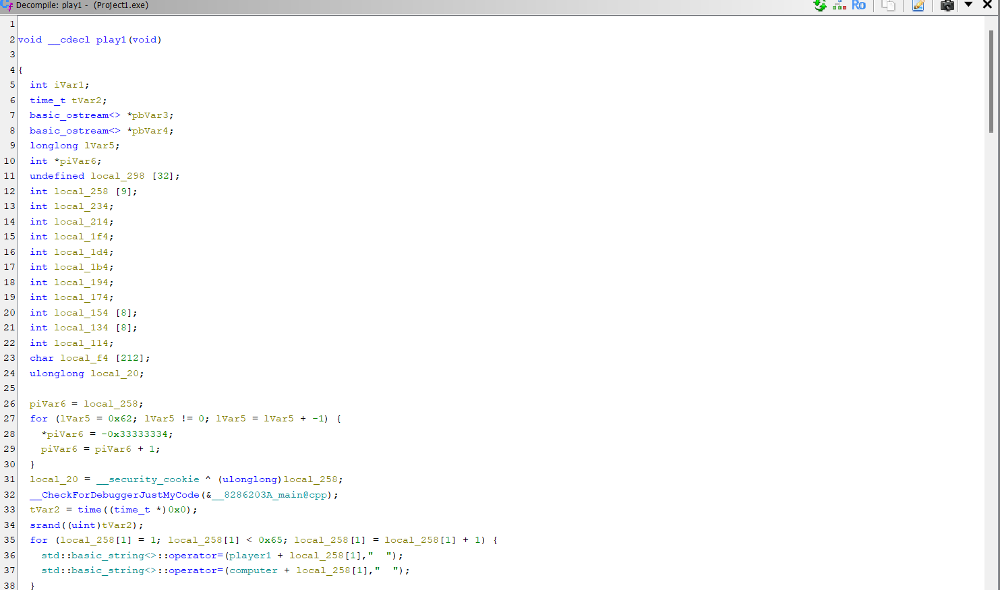 Decompile: play1 - (Project1.exe)
Ro
1
2 void __cdecl play1(void)
3
4 {
5 int iVar1;
6 time_t tVar2;
7 basic_ostream<> *pbVar3;
8 basic_ostream<> *pbVar4;
9 longlong lVar5;
10 int *piVar6;
11 undefined local_298 [32];
12 int local_258 [9];
13 int local_234;
14 int local_214;
15 int local_1f4;
16 int local_1d4;
17 int local_1b4;
18 int local_194;
19 int local_174;
20 int local_154 [8];
21 int local_134 [8];
22 int local_114;
23 char local_f4 [212];
24 ulonglong local_20;
25
26 piVar6 = local_258;
27 for (lVar5 = 0x62; lVar5 != 0; lVar5 = lVar5 + -1) {
28 *piVar6 = -0x33333334;
29 piVar6 = piVar6 + 1;
30 }
31 local_20 = __security_cookie ^ (ulonglong)local_258;
32 __CheckForDebuggerJustMyCode(&__8286203A_main@cpp);
33 tVar2 = time((time_t *)0x0);
34 srand((uint)tVar2);
35 for (local_258[1] = 1; local_258[1] < 0x65; local_258[1] = local_258[1] + 1) {
36 std::basic_string<>::operator=(player1 + local_258[1],"  ");
37 std::basic_string<>::operator=(computer + local_258[1],"  ");
38 }